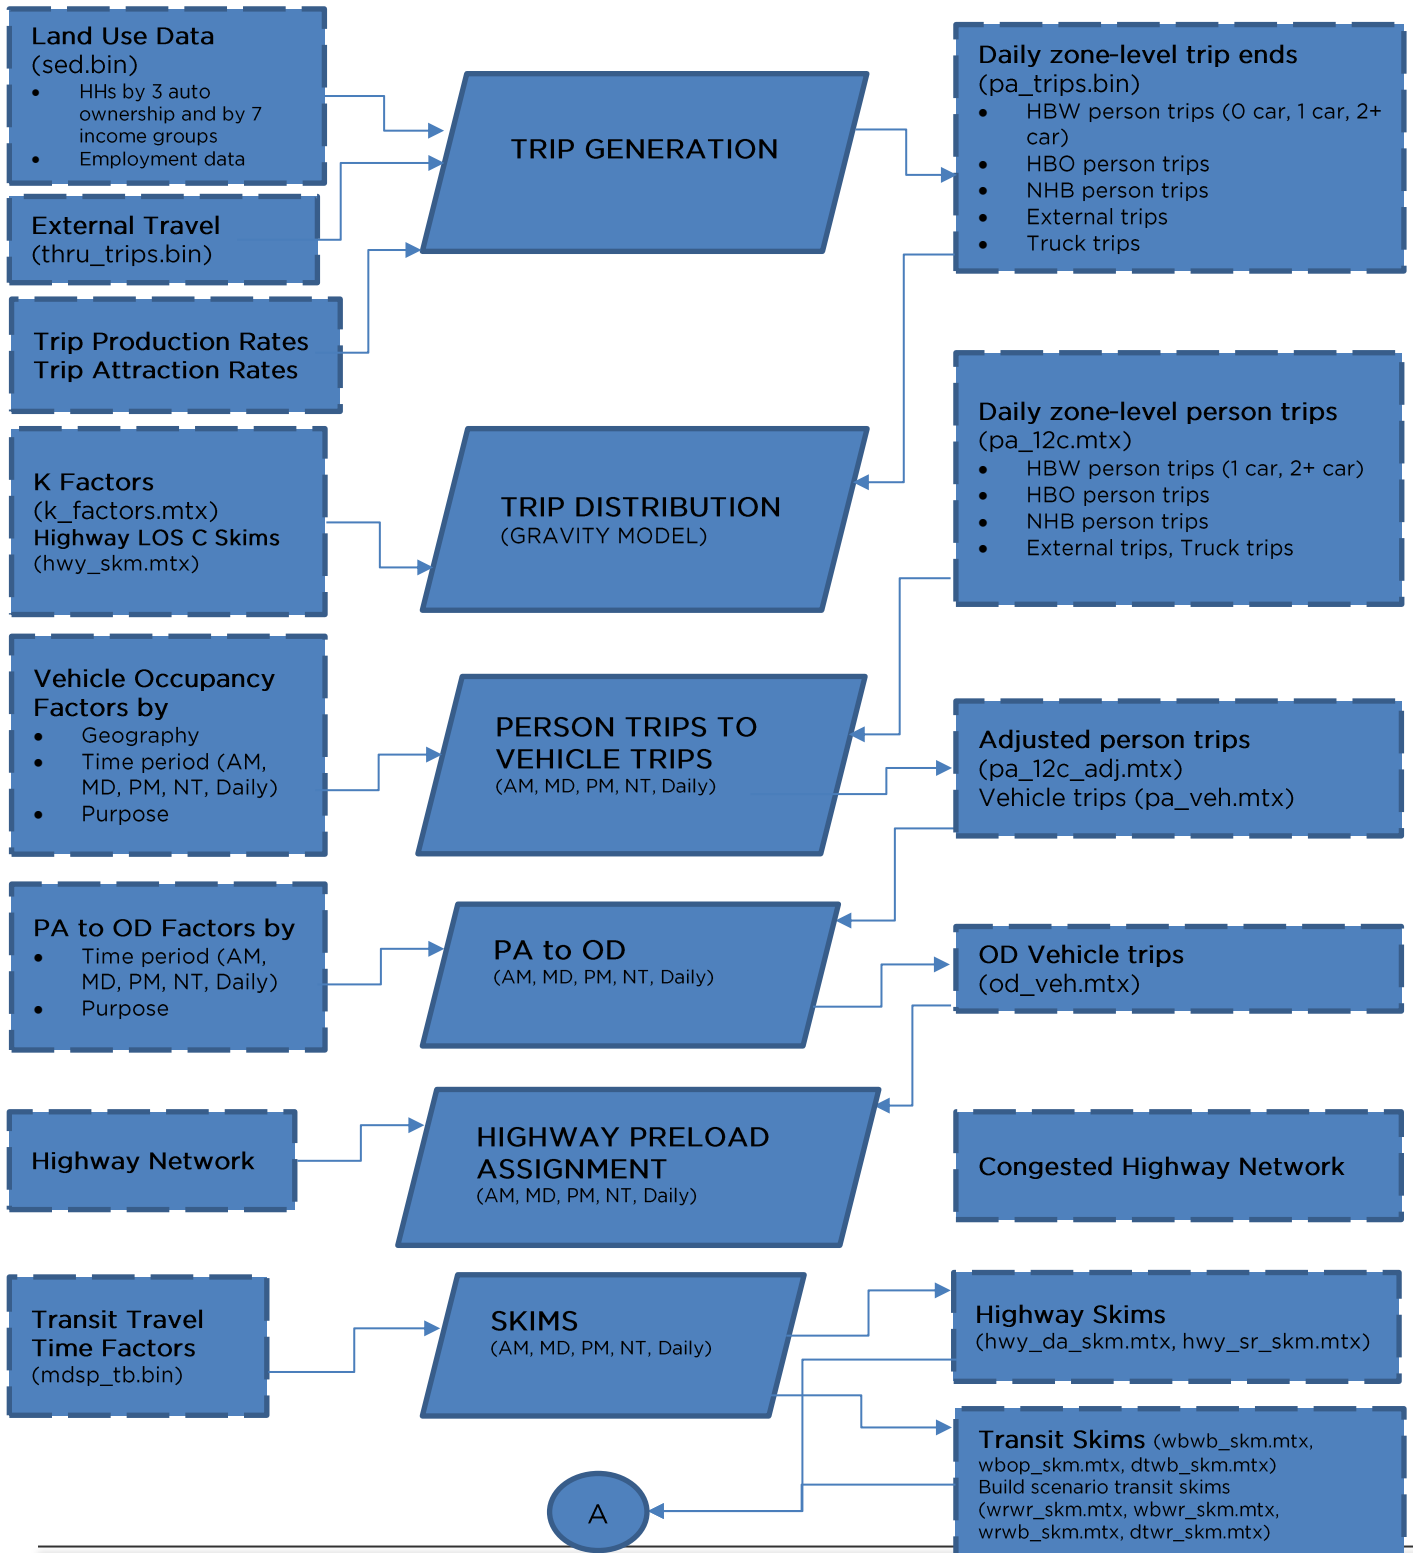 Land Use Data
(sed.bin)
• HHs by 3 auto
ownership and by 7
income groups
• Employment data
External Travel
(thru_trips.bin)
Trip Production Rates
Trip Attraction Rates
TRIP GENERATION
Daily zone-level trip ends
(pa_trips.bin)
• HBW person trips (0 car, 1 car, 2+
car)
• HBO person trips
• NHB person trips
• External trips
• Truck trips
K Factors
(k_factors.mtx)
Highway LOS C Skims
(hwy_skm.mtx)
TRIP DISTRIBUTION
(GRAVITY MODEL)
Daily zone-level person trips
(pa_12c.mtx)
• HBW person trips (1 car, 2+ car)
• HBO person trips
• NHB person trips
• External trips, Truck trips
Vehicle Occupancy
Factors by
• Geography
• Time period (AM,
MD, PM, NT, Daily)
• Purpose
PERSON TRIPS TO
VEHICLE TRIPS
(AM, MD, PM, NT, Daily)
Adjusted person trips
(pa_12c_adj.mtx)
Vehicle trips (pa_veh.mtx)
PA to OD Factors by
• Time period (AM,
MD, PM, NT, Daily)
• Purpose
PA to OD
(AM, MD, PM, NT, Daily)
OD Vehicle trips
(od_veh.mtx)
Highway Network
HIGHWAY PRELOAD
ASSIGNMENT
(AM, MD, PM, NT, Daily)
Congested Highway Network
Transit Travel
Time Factors
(mdsp_tb.bin)
SKIMS
(AM, MD, PM, NT, Daily)
Highway Skims
(hwy_da_skm.mtx, hwy_sr_skm.mtx)
Transit Skims (wbwb_skm.mtx,
wbop_skm.mtx, dtwb_skm.mtx)
Build scenario transit skims
(wrwr_skm.mtx, wbwr_skm.mtx,
wrwb_skm.mtx, dtwr_skm.mtx)
A